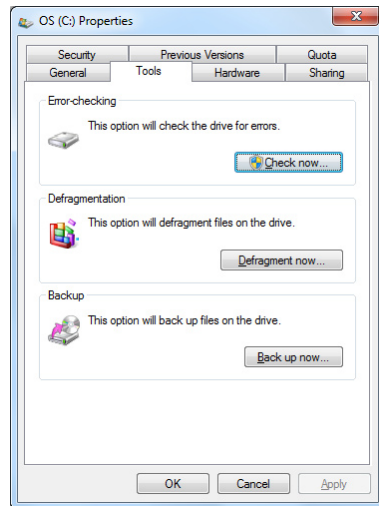 OS (C:) Properties
Security Previous Versions Quota
General Tools Hardware Sharing
Error-checking
This option will check the drive for errors.
Check now...
Defragmentation
This option will defragment files on the drive.
Defragment now...
Backup
This option will back up files on the drive.
Back up now...
OK Cancel Apply